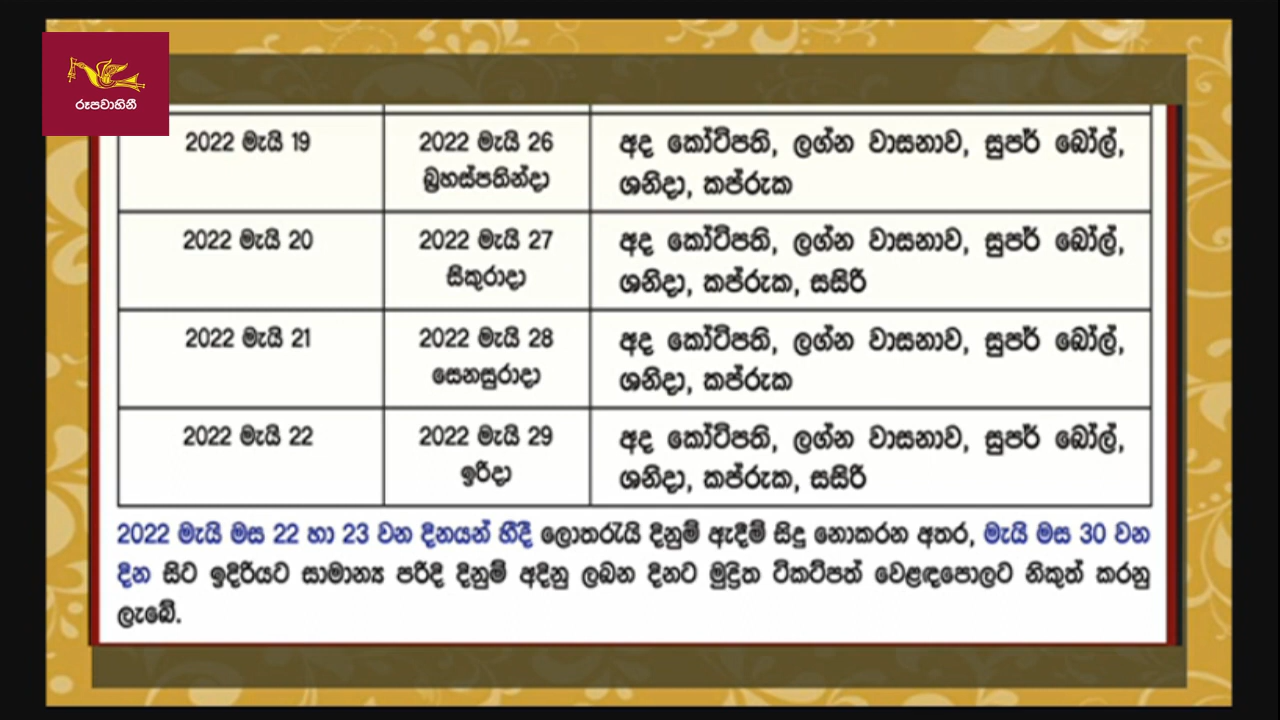 රූපවාහිනී
2022 මැයි 19
2022 මැයි 26
බ්‍රහස්පතින්දා
අද කෝටිපති, ලග්න වාසනාව, සුපර් බෝල්,
ශනිදා, කප්රුක
2022 මැයි 20
2022 මැයි 27
සිකුරාදා
අද කෝටිපති, ලග්න වාසනාව, සුපර් බෝල්,
ශනිදා, කප්රුක, සසිරි
2022 මැයි 21
2022 මැයි 28
සෙනසුරාදා
අද කෝටිපති, ලග්න වාසනාව, සුපර් බෝල්,
ශනිදා, කප්රුක
2022 මැයි 22
2022 මැයි 29
ඉරිදා
අද කෝටිපති, ලග්න වාසනාව, සුපර් බෝල්,
ශනිදා, කප්රුක, සසිරි
2022 මැයි මස 22 හා 23 වන දිනයන් හීදී ලොතරැයි දිනුම් ඇදීම් සිදු නොකරන අතර, මැයි මස 30 වන
දින සිට ඉදිරියට සාමාන්‍ය පරිදි දිනුම් අදිනු ලබන දිනට මුද්‍රිත ටිකට්පත් වෙළඳපොලට නිකුත් කරනු
ලැබේ.